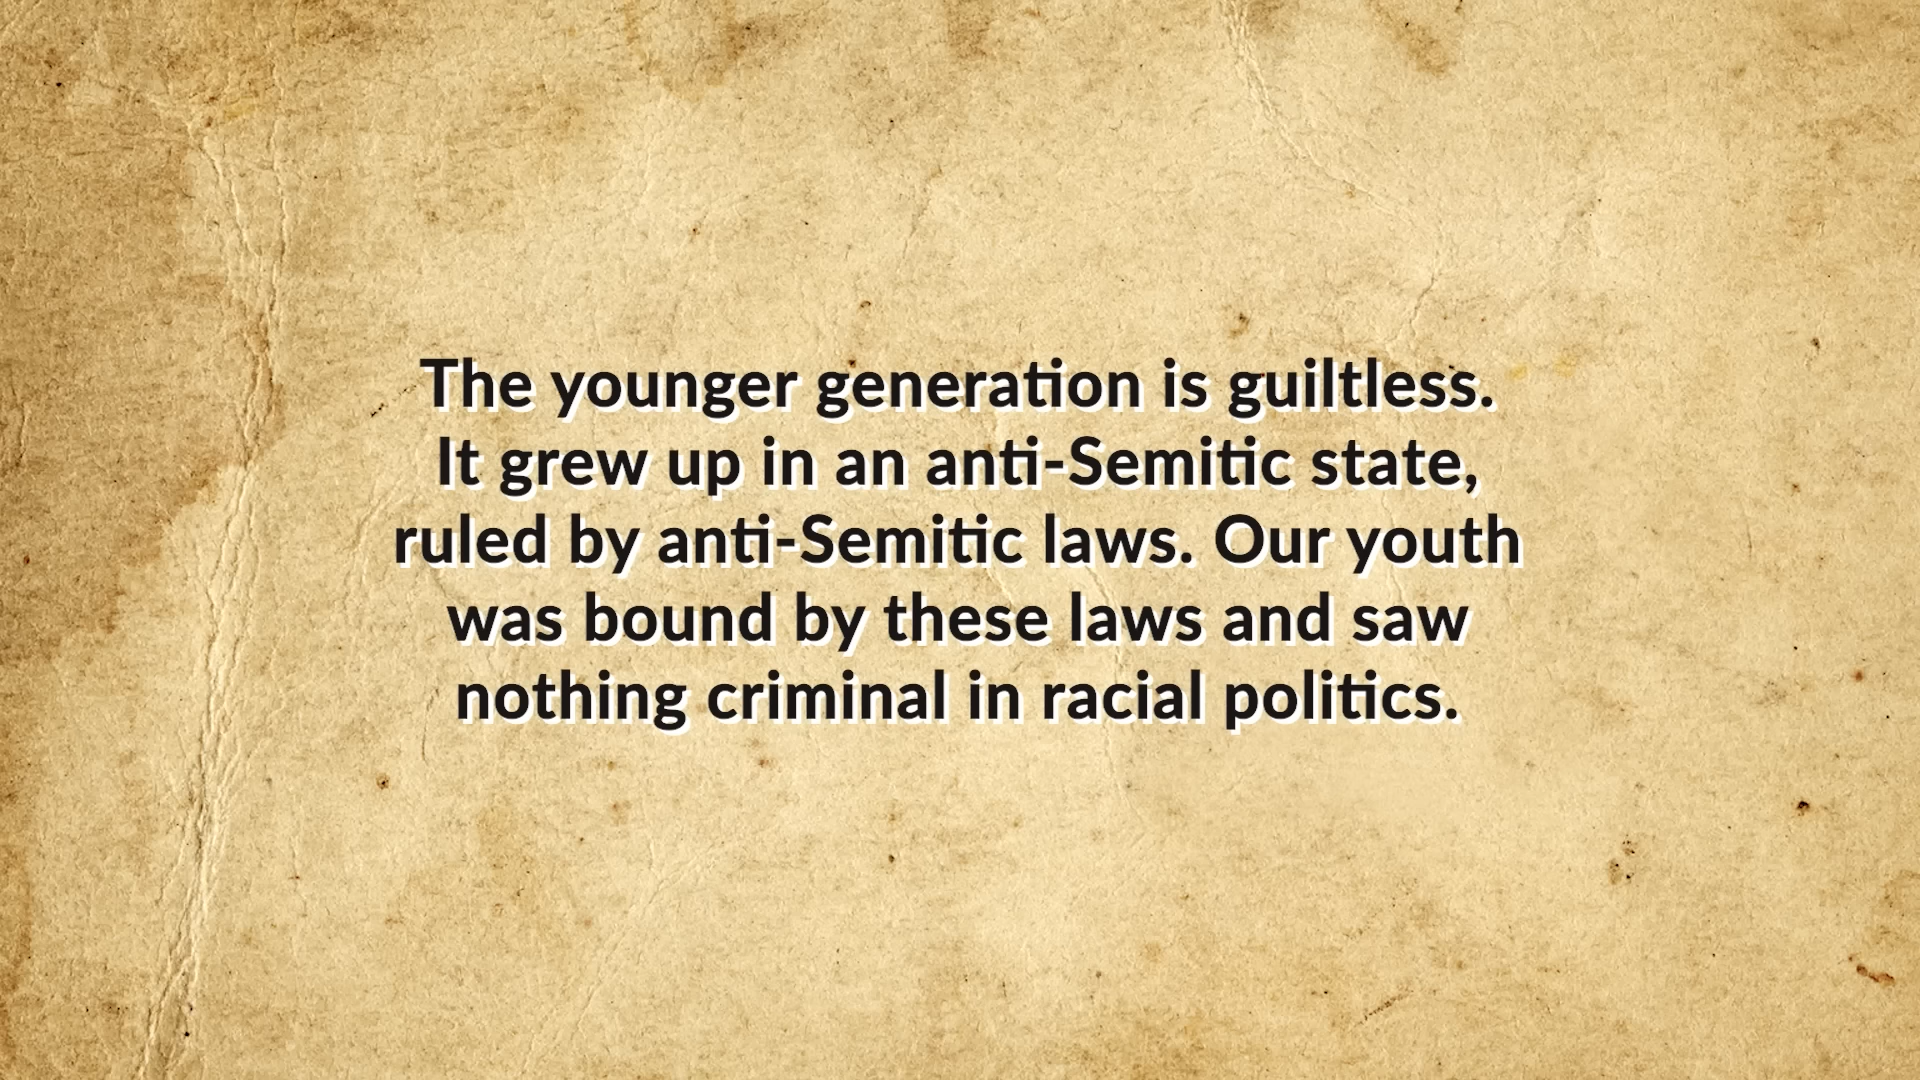 The younger generation is guiltless.
It grew up in an anti-Semitic state,
ruled by anti-Semitic laws. Our youth
was bound by these laws and saw
nothing criminal in racial politics.